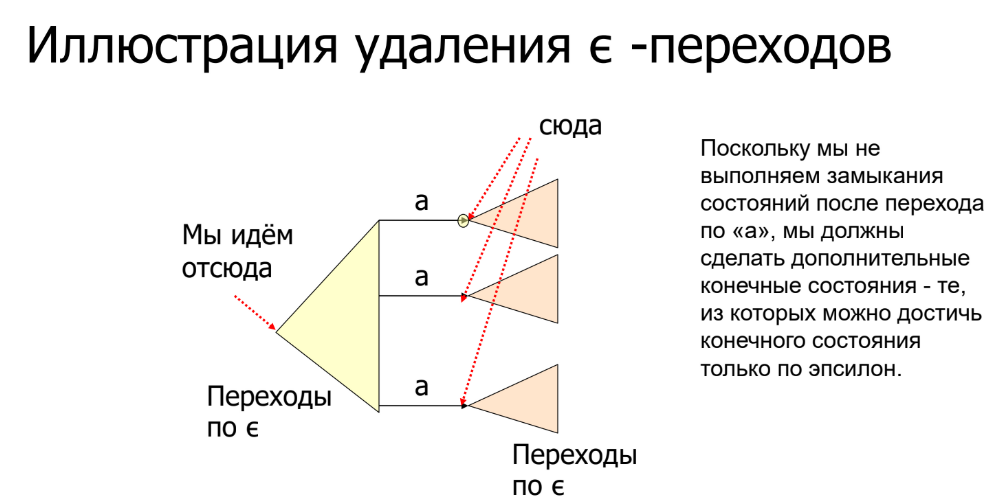 Иллюстрация удаления ϵ -переходов
сюда
Поскольку мы не
выполняем замыкания
состояний после перехода
по «а», мы должны
сделать дополнительные
конечные состояния - те,
из которых можно достичь
конечного состояния
только по эпсилон.
a
Мы идём
отсюда
a
a
Переходы
по ϵ
Переходы
по ϵ